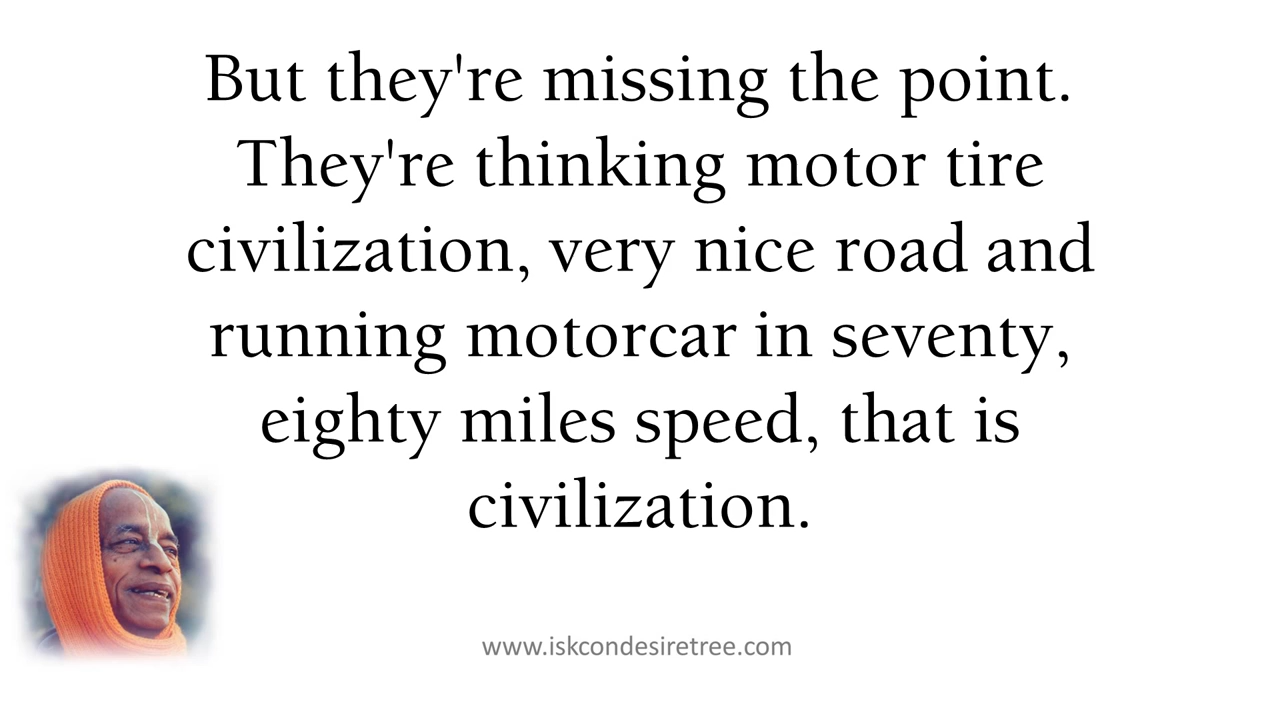 But they're missing the point.
They're thinking motor tire
civilization, very nice road and
running motorcar in seventy,
eighty miles speed, that is
civilization.
www.iskcondesiretree.com